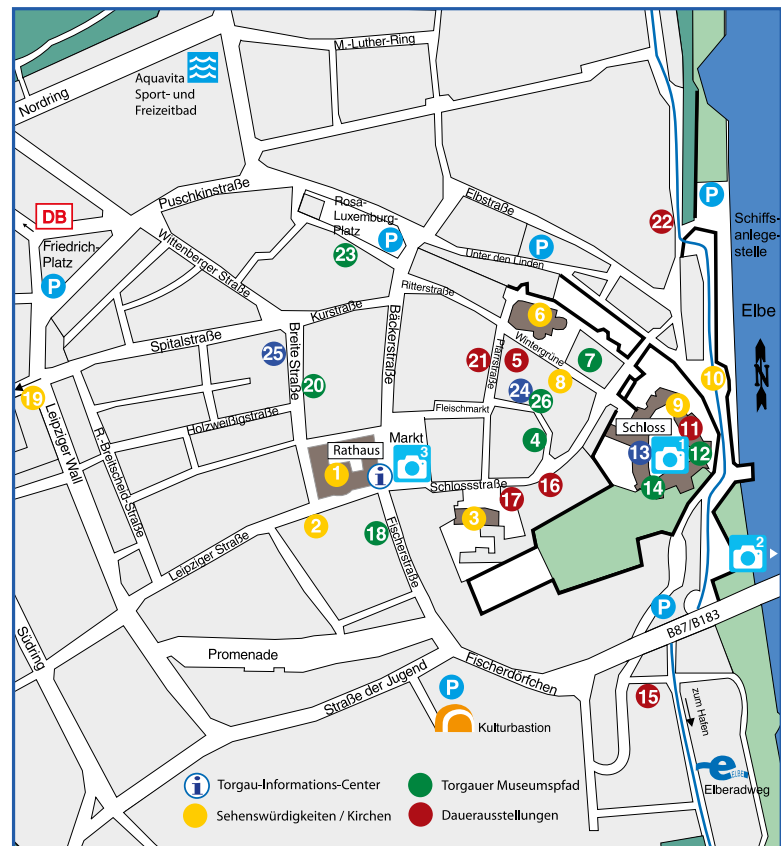 M.-Luther-Ring
Nordring
Aquavita
Sport- und
Freizeitbad
Puschkinstraße
Rosa-
Luxemburg-
Platz
P
Elbstraße
P
22
Schiffs-
anlege-
stelle
DB
Friedrich-
Platz
P
Wittenberger Straße
23
P
Unter den Linden
Ritterstraße
Kurstraße
Elbe
N
6
Spitalstraße
25
Breite Straße
Bäckerstraße
21
Pfarrstraße
5
Wintergrüne
7
8
10
19
20
24
26
9
Leipziger Wall
R.-Breitscheid-Straße
Holzweißigstraße
Fleischmarkt
Schloss
11
Rathaus
Markt
4
13
1
12
3
1
i
Schlossstraße
16
14
17
2
3
18
Fischerstraße
Leipziger Straße
2
P
B87/B183
Südring
Promenade
Fischerdörfchen
Straße der Jugend
P
15
zum Hafen
Kulturbastion
e
ELBE
Elberadweg
i Torgau-Informations-Center
Torgauer Museumspfad
Sehenswürdigkeiten / Kirchen
Dauerausstellungen